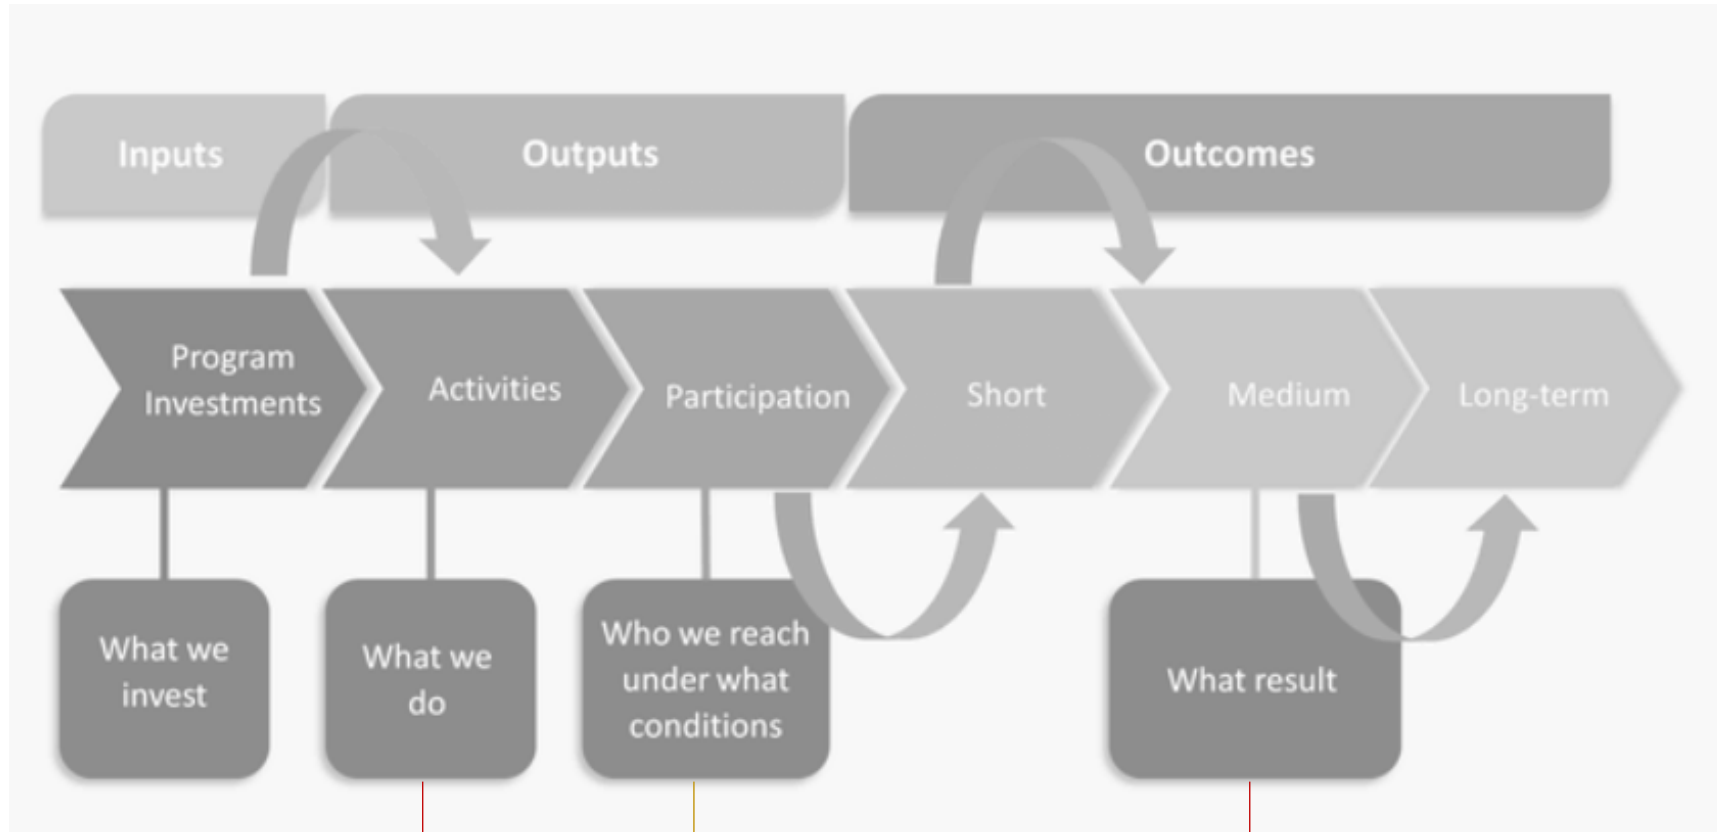 Inputs
Outputs
Outcomes
Program
Investments
Activities
Participation
Short
Medium
Long-term
What we
invest
What we
do
Who we reach
under what
conditions
What result